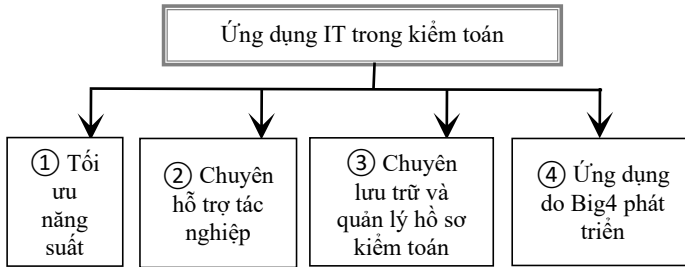 Ứng dụng IT trong kiểm toán
① Tối
ưu
năng
suất
② Chuyên
hỗ trợ tác
nghiệp
③ Chuyên
lưu trữ và
quản lý hồ sơ
kiểm toán
④ Ứng dụng
do Big4 phát
triển